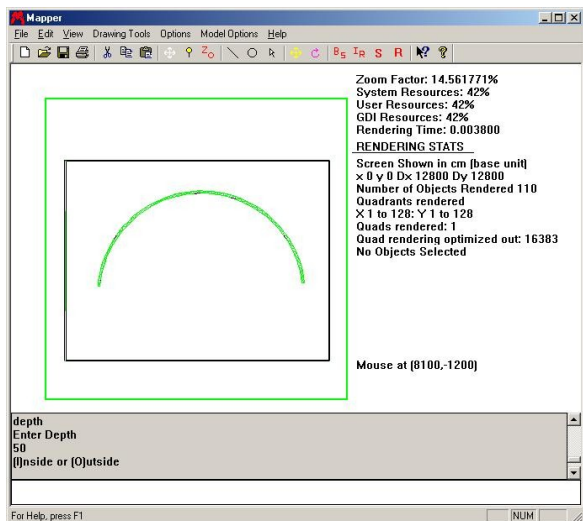 Mapper
File Edit View Drawing Tools Options Model Options Help
Zo Bs IR S R
Zoom Factor: 14.561771%
System Resources: 42%
User Resources: 42%
GDI Resources: 42%
Rendering Time: 0.003800
RENDERING STATS
Screen Shown in cm (base unit)
x 0 y 0 Dx 12800 Dy 12800
Number of Objects Rendered 110
Quadrants rendered
X 1 to 128: Y 1 to 128
Quads rendered: 1
Quad rendering optimized out: 16383
No Objects Selected
Mouse at (8100,-1200)
depth
Enter Depth
50
(I)nside or (O)utside
For Help, press F1
NUM